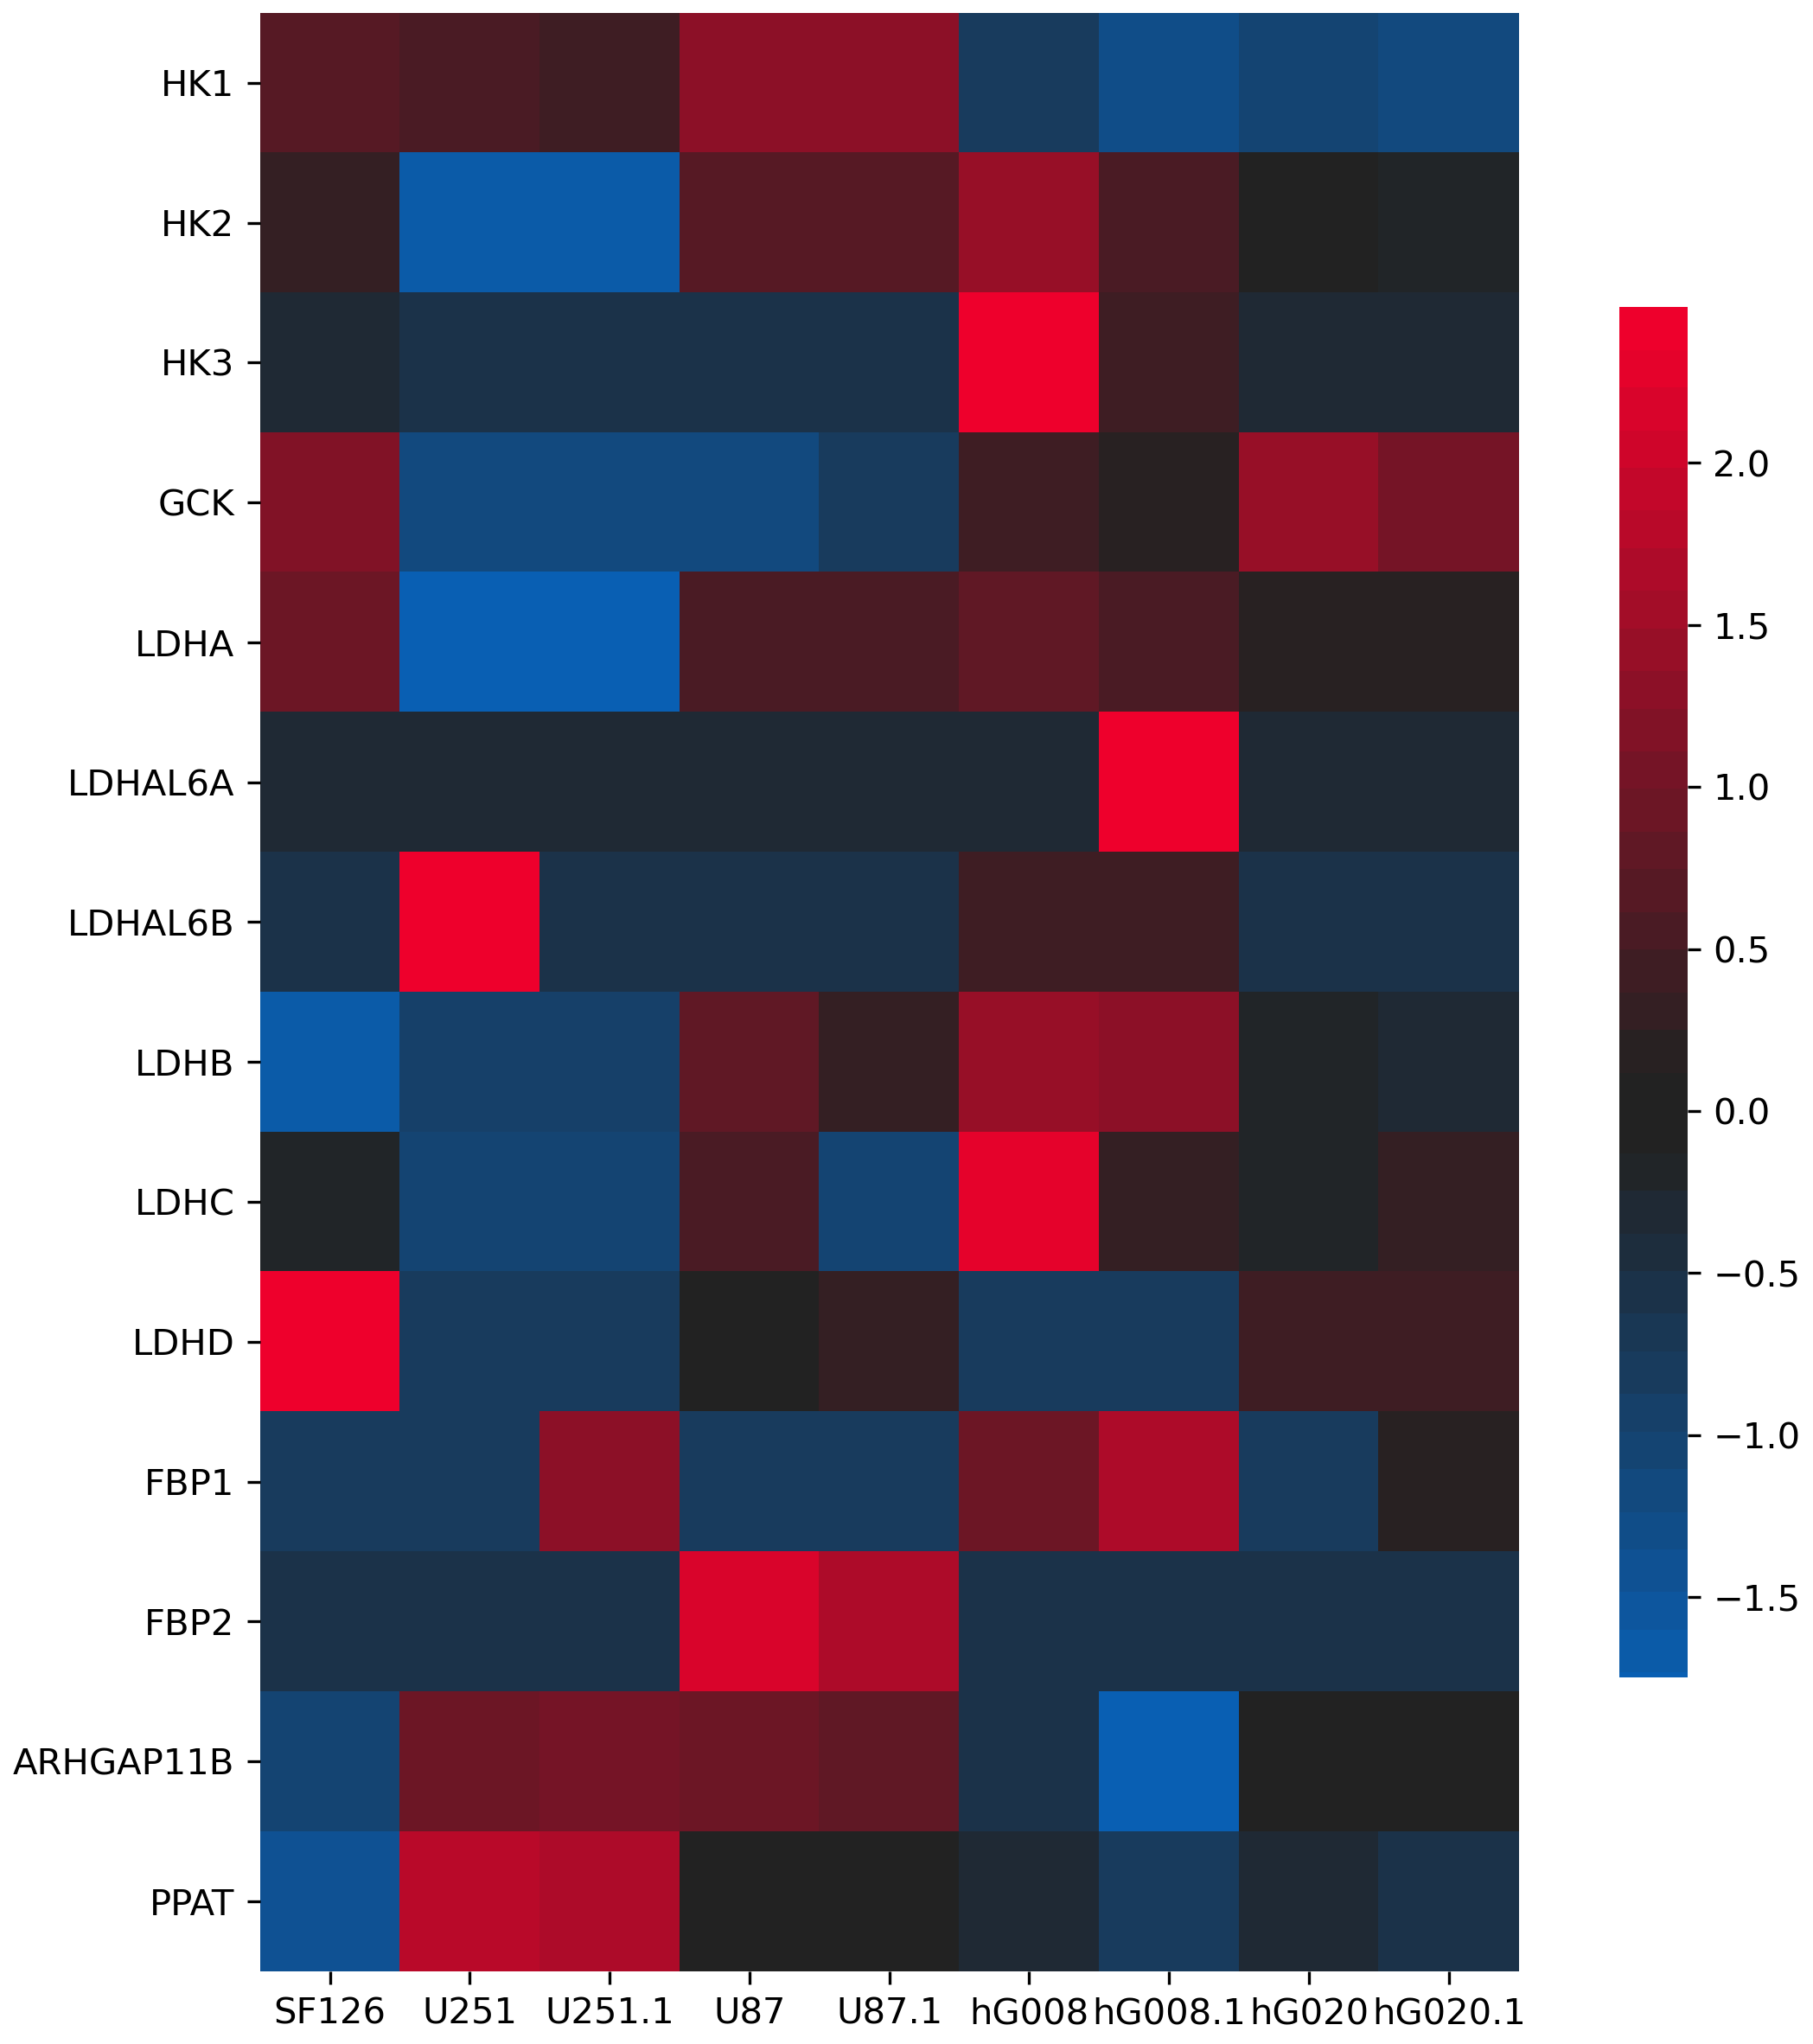 HK1
HK2
HK3
GCK
LDHA
LDHAL6A
LDHAL6B
LDHB
LDHC
LDHD
FBP1
FBP2
ARHGAP11B
PPAT
SF126 U251 U251.1 U87 U87.1 hG008 hG008.1 hG020 hG020.1
2.0
1.5
1.0
0.5
0.0
−0.5
−1.0
−1.5